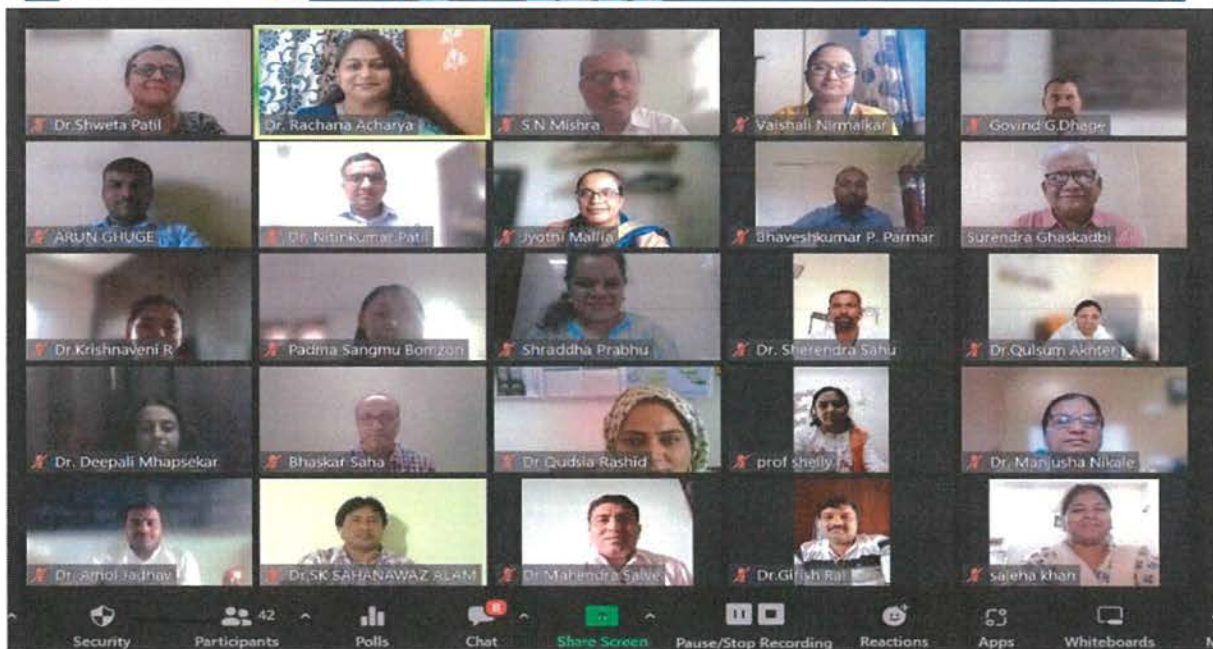 Dr.Shweta Patil
Dr. Rachana Acharya
S.N Mishra
Vaishali Nirmalkar
Govind G.Dhage
ARUN GHUGE
Dr. Nitinkumar Patil
Jyothi Mallia
Bhaveshkumar P. Parmar
Surendra Ghaskadbi
Dr.Krishnaveni R
Padma Sangmu Bomzon
Shraddha Prabhu
Dr. Sherendra Sahu
Dr.Qulsum Akhter
Dr. Deepali Mhapsekar
Bhaskar Saha
Dr Qudsia Rashid
prof shelly
Dr. Manjusha Nikale
Dr. Amol Jadhav
Dr.SK SAHANAWAZ ALAM
Dr Mahendra Salve
Dr.Girish Rai
saleha khan
42
8
Security
Participants
Polls
Chat
Share Screen
Pause/Stop Recording
Reactions
Apps
Whiteboards